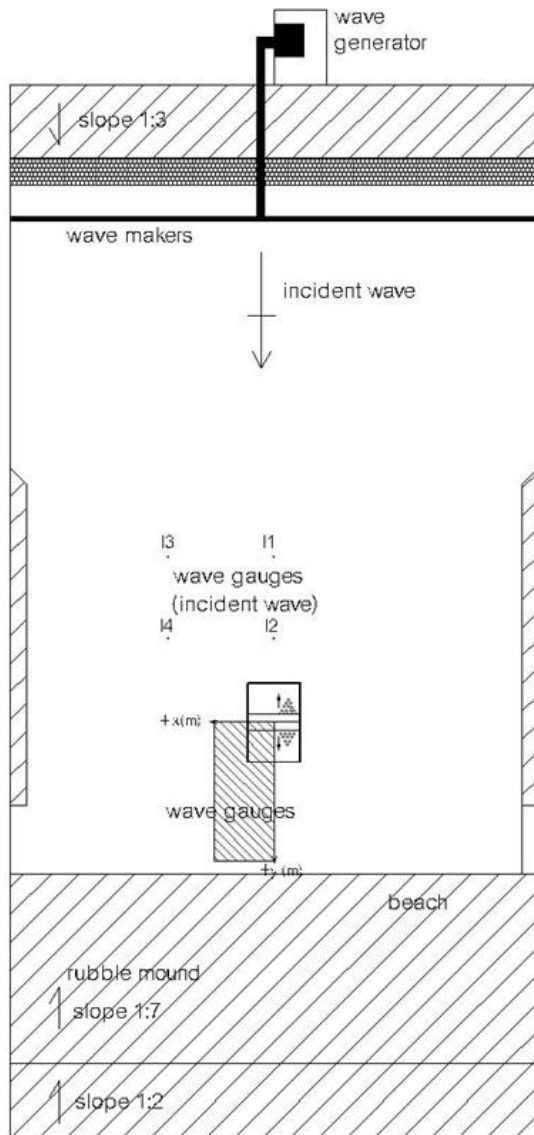 wave
generator
slope 1:3
wave makers
incident wave
I3 I1
wave gauges
(incident wave)
I4 I2
+x(m)
wave gauges
+y (m)
beach
rubble mound
slope 1:7
slope 1:2